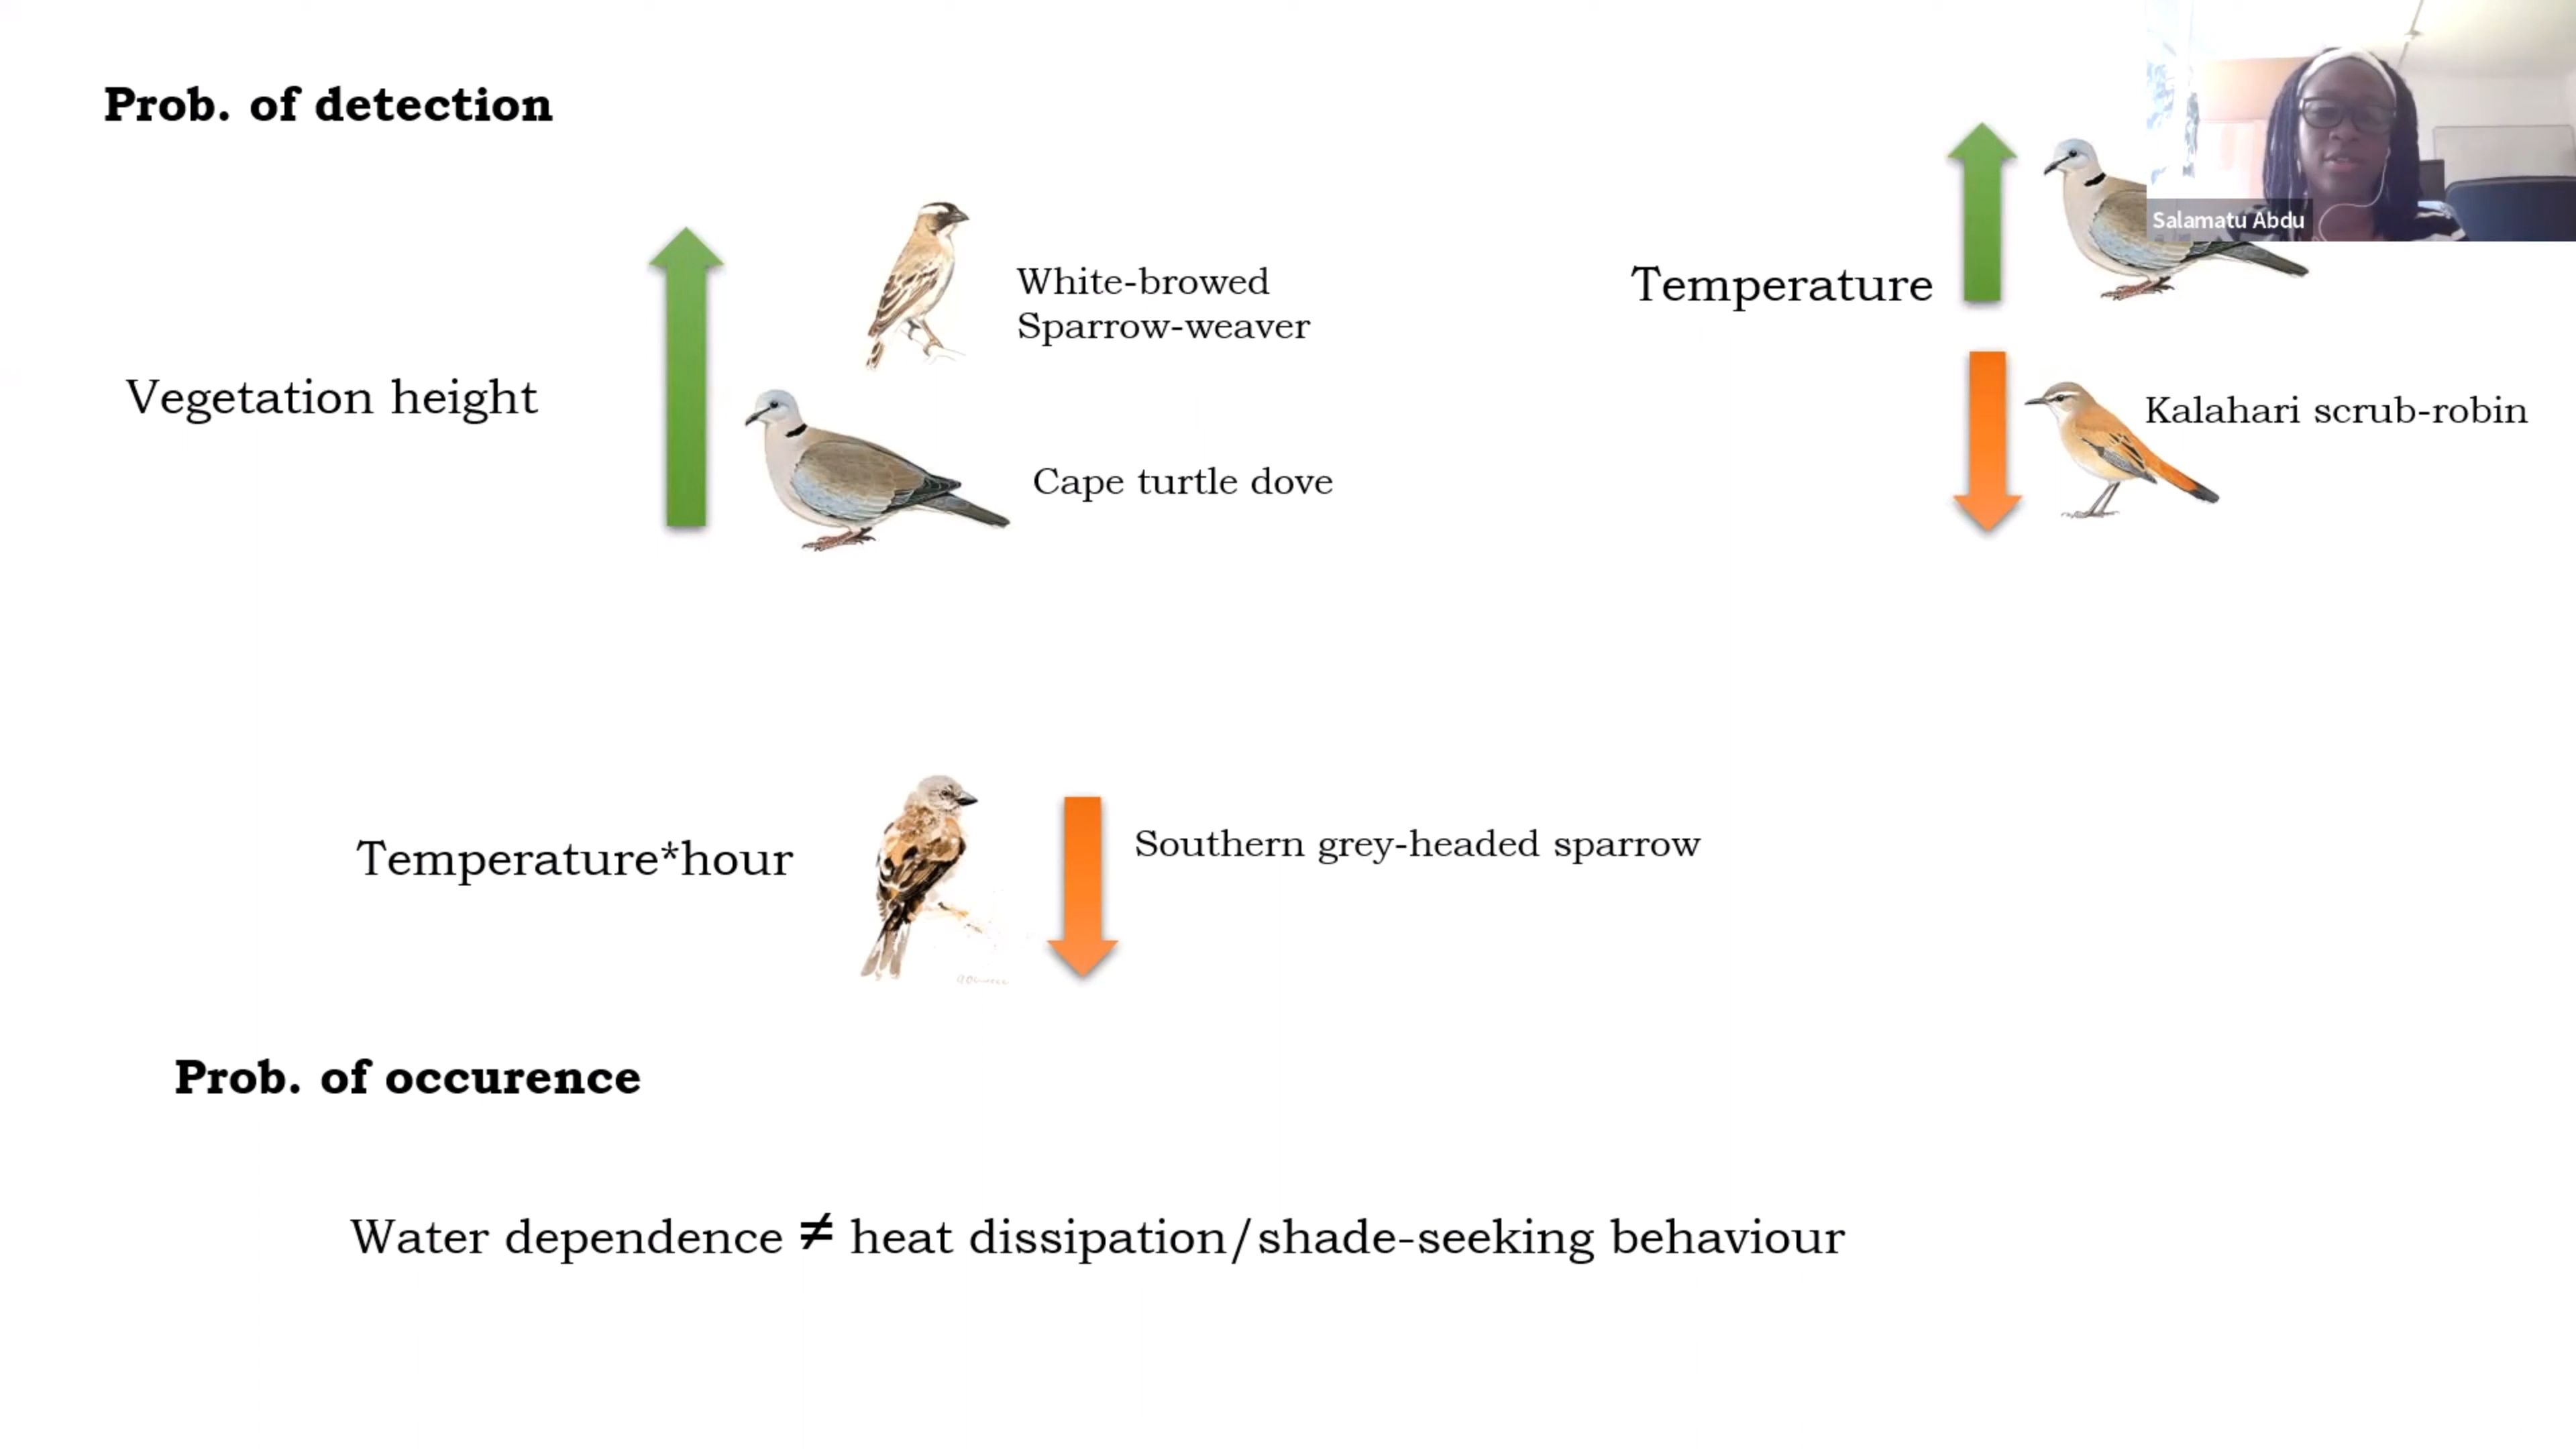 Prob. of detection
Salamatu Abdu
White-browed
Sparrow-weaver
Temperature
Vegetation height
Kalahari scrub-robin
Cape turtle dove
Temperature*hour
Southern grey-headed sparrow
Prob. of occurence
Water dependence ≠ heat dissipation/shade-seeking behaviour